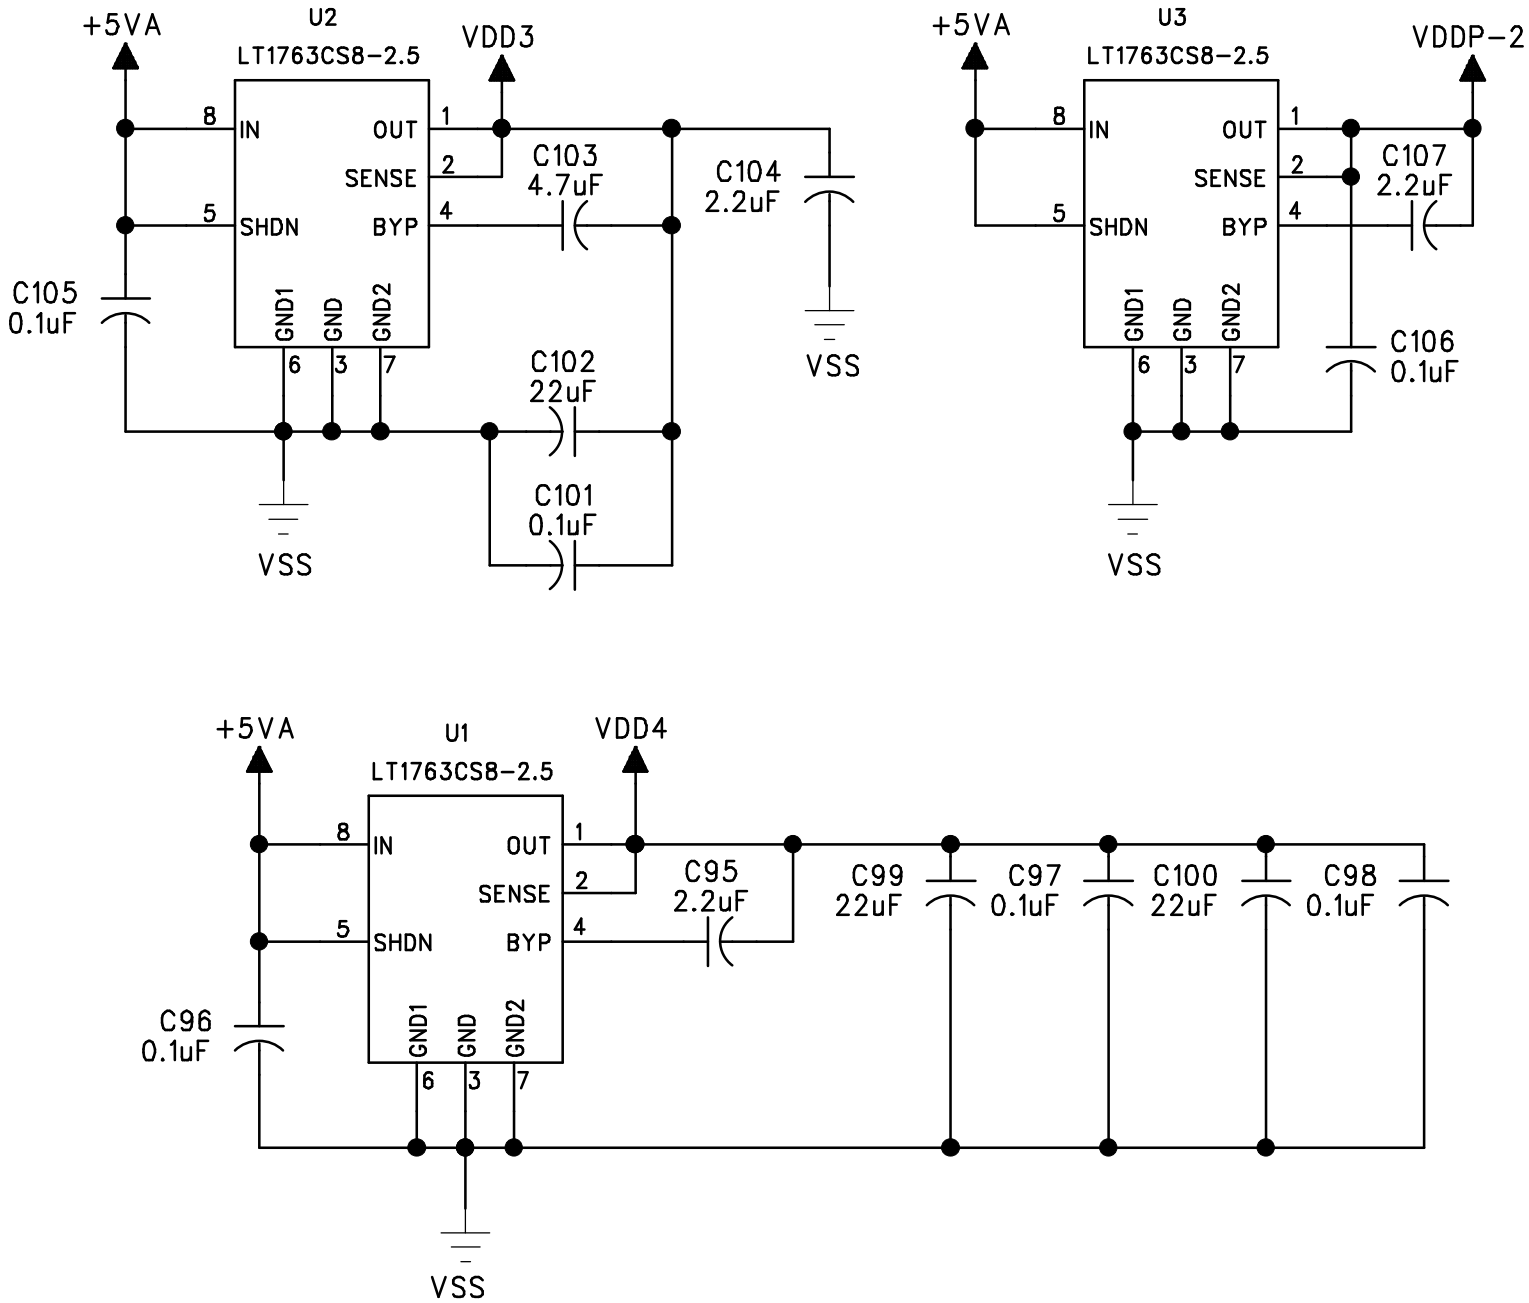 U2
LT1763CS8-2.5
+5VA
VDD3
8
IN
OUT
1
SENSE
2
5
SHDN
BYP
4
C103
4.7uF
C104
2.2uF
C105
0.1uF
GND1
GND
GND2
6
3
7
C102
22uF
C101
0.1uF
VSS
VSS
U3
LT1763CS8-2.5
+5VA
VDDP-2
8
IN
OUT
1
SENSE
2
5
SHDN
BYP
4
C107
2.2uF
GND1
GND
GND2
6
3
7
C106
0.1uF
VSS
U1
LT1763CS8-2.5
+5VA
VDD4
8
IN
OUT
1
SENSE
2
5
SHDN
BYP
4
C95
2.2uF
C99
22uF
C97
0.1uF
C100
22uF
C98
0.1uF
C96
0.1uF
GND1
GND
GND2
6
3
7
VSS